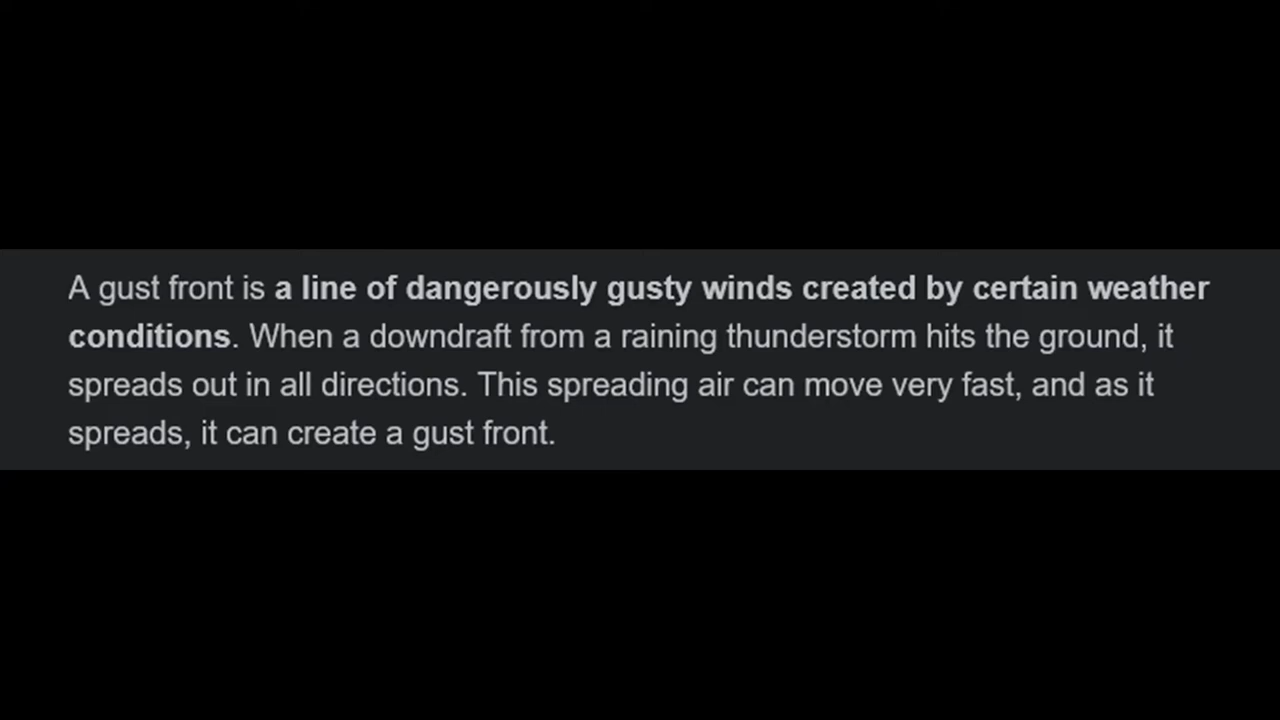 A gust front is a line of dangerously gusty winds created by certain weather
conditions. When a downdraft from a raining thunderstorm hits the ground, it
spreads out in all directions. This spreading air can move very fast, and as it
spreads, it can create a gust front.